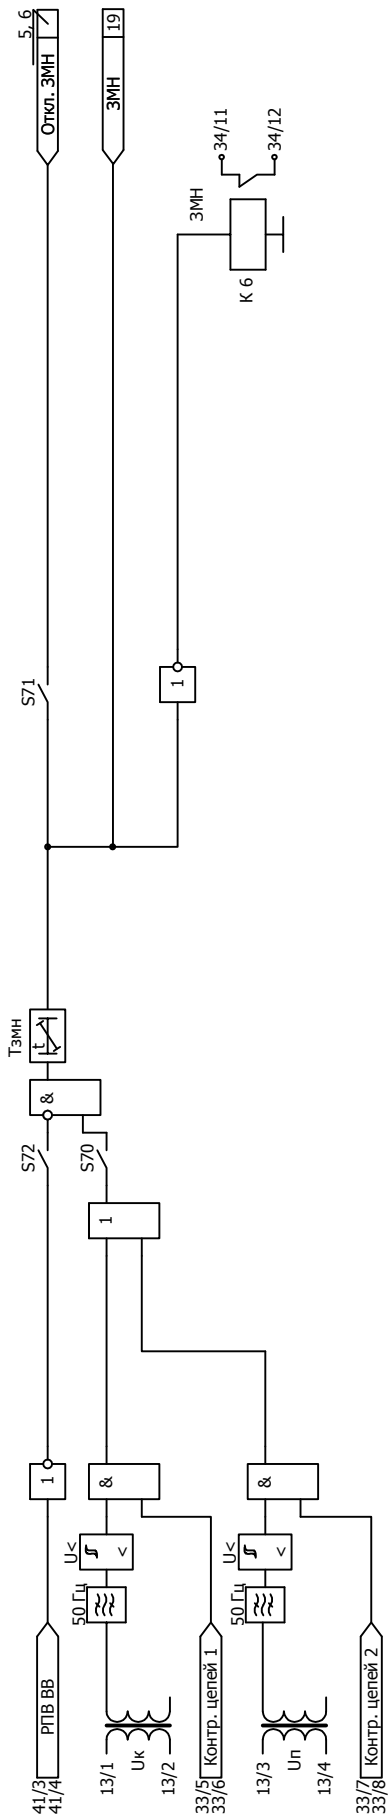 5, 6
Откл. ЗМН
19
ЗМН
34/11
34/12
ЗМН
К 6
S71
1
Тзмн
t
&
S72
S70
1
1
&
U<
<
50 Гц
РПВ ВВ
41/3
41/4
13/1
Uк
13/2
Контр. цепей 1
33/5
33/6
&
U<
<
50 Гц
13/3
Uп
13/4
Контр. цепей 2
33/7
33/8